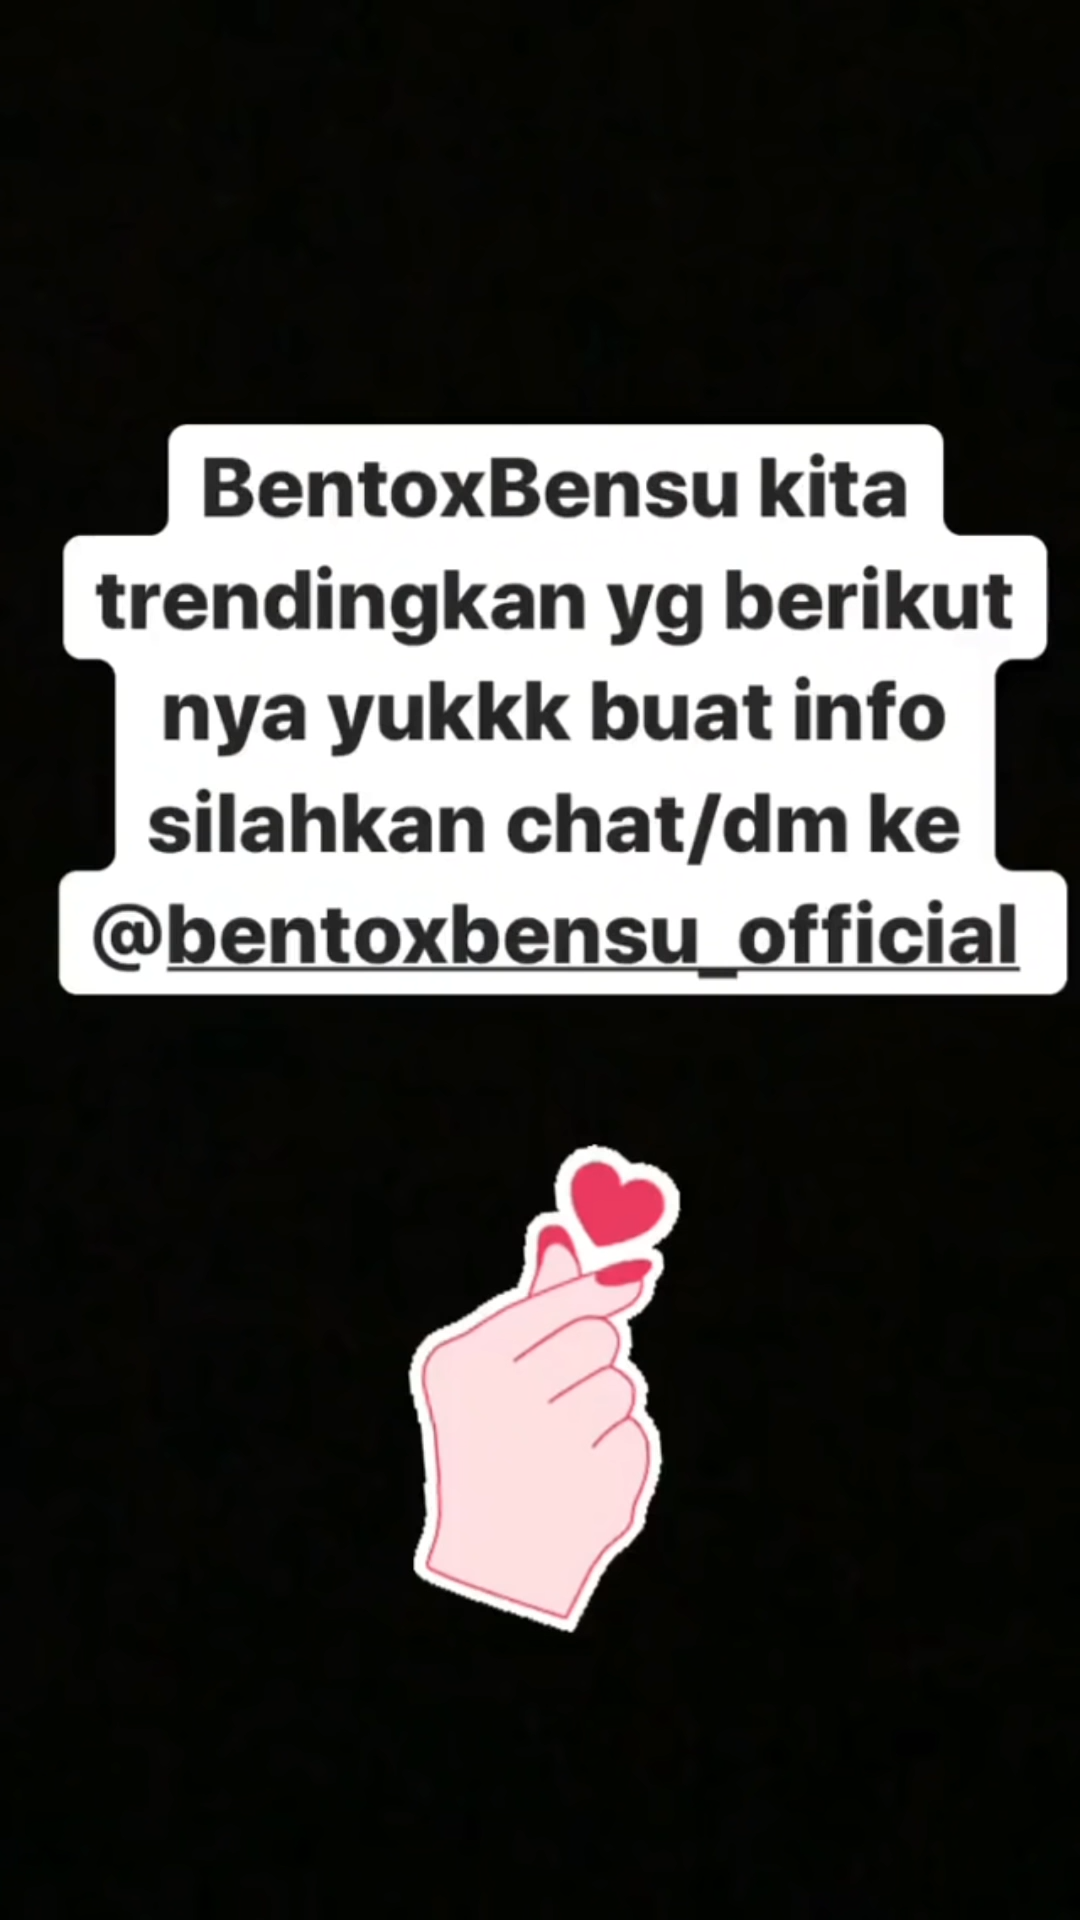 BentoxBensu kita
trendingkan yg berikut
nya yukkk buat info
silahkan chat/dm ke
@bentoxbensu_official